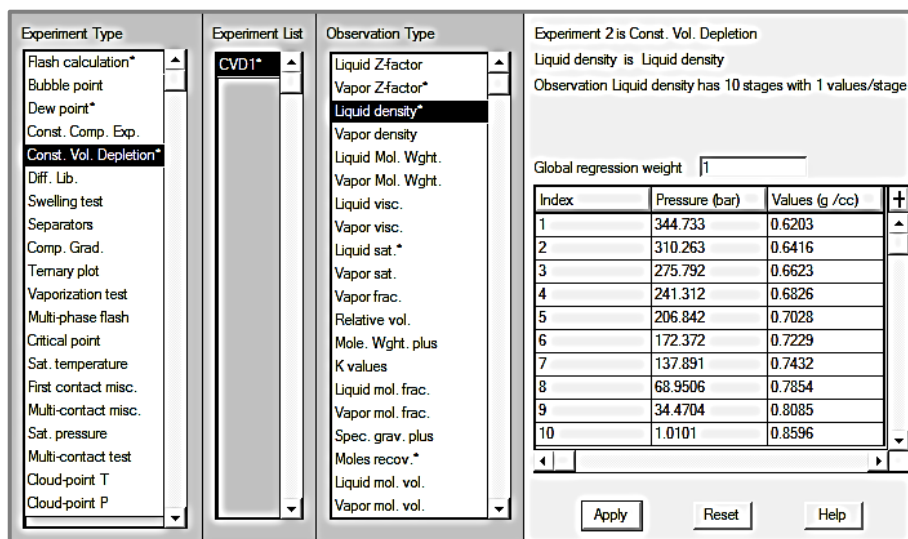 Experiment Type
Flash calculation*
Bubble point
Dew point*
Const. Comp. Exp.
Const. Vol. Depletion*
Diff. Lib.
Swelling test
Separators
Comp. Grad.
Ternary plot
Vaporization test
Multi-phase flash
Critical point
Sat. temperature
First contact misc.
Multi-contact misc.
Sat. pressure
Multi-contact test
Cloud-point T
Cloud-point P
Experiment List
CVD1*
Observation Type
Liquid Z-factor
Vapor Z-factor*
Liquid density*
Vapor density
Liquid Mol. Wght.
Vapor Mol. Wght.
Liquid visc.
Vapor visc.
Liquid sat.*
Vapor sat.
Vapor frac.
Relative vol.
Mole. Wght. plus
K values
Liquid mol. frac.
Vapor mol. frac.
Spec. grav. plus
Moles recov.*
Liquid mol. vol.
Vapor mol. vol.
Experiment 2 is Const. Vol. Depletion
Liquid density is Liquid density
Observation Liquid density has 10 stages with 1 values/stage
Global regression weight 1
Index Pressure (bar) Values (g /cc) +
1 344.733 0.6203
2 310.263 0.6416
3 275.792 0.6623
4 241.312 0.6826
5 206.842 0.7028
6 172.372 0.7229
7 137.891 0.7432
8 68.9506 0.7854
9 34.4704 0.8085
10 1.0101 0.8596
Apply Reset Help